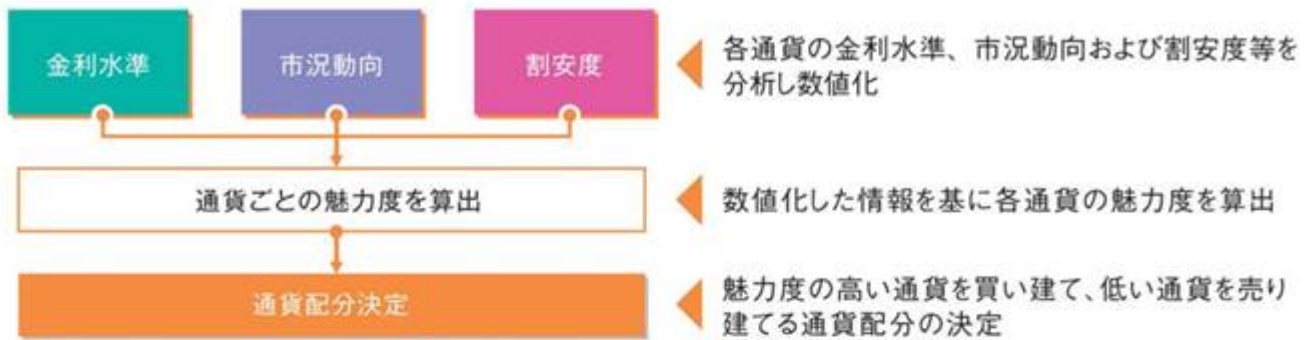 金利水準
市況動向
割安度
各通貨の金利水準、市況動向および割安度等を
分析し数値化
通貨ごとの魅力度を算出
数値化した情報を基に各通貨の魅力度を算出
通貨配分決定
魅力度の高い通貨を買い建て、低い通貨を売り
建てる通貨配分の決定